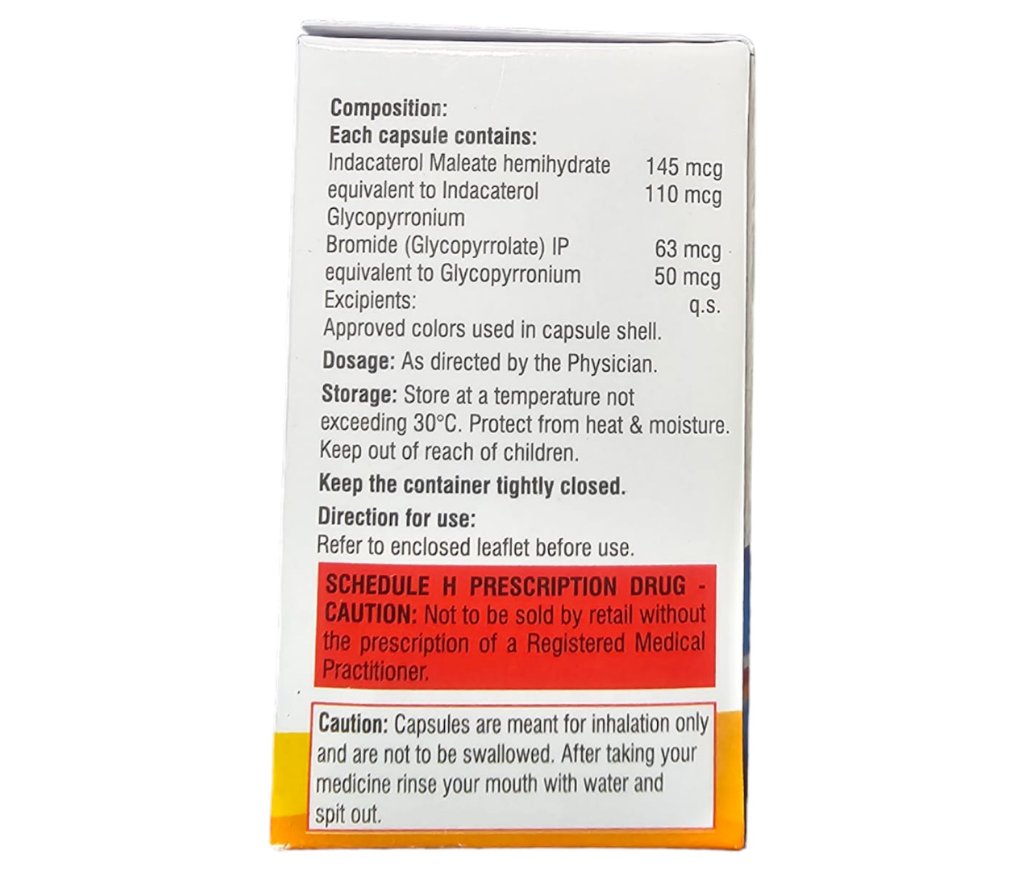 Composition:
Each capsule contains:
Indacaterol Maleate hemihydrate 145 mcg
equivalent to Indacaterol 110 mcg
Glycopyrronium
Bromide (Glycopyrrolate) IP 63 mcg
equivalent to Glycopyrronium 50 mcg
Excipients: q.s.
Approved colors used in capsule shell.
Dosage: As directed by the Physician.
Storage: Store at a temperature not
exceeding 30°C. Protect from heat & moisture.
Keep out of reach of children.
Keep the container tightly closed.
Direction for use:
Refer to enclosed leaflet before use.
SCHEDULE H PRESCRIPTION DRUG -
CAUTION: Not to be sold by retail without
the prescription of a Registered Medical
Practitioner.
Caution: Capsules are meant for inhalation only
and are not to be swallowed. After taking your
medicine rinse your mouth with water and
spit out.